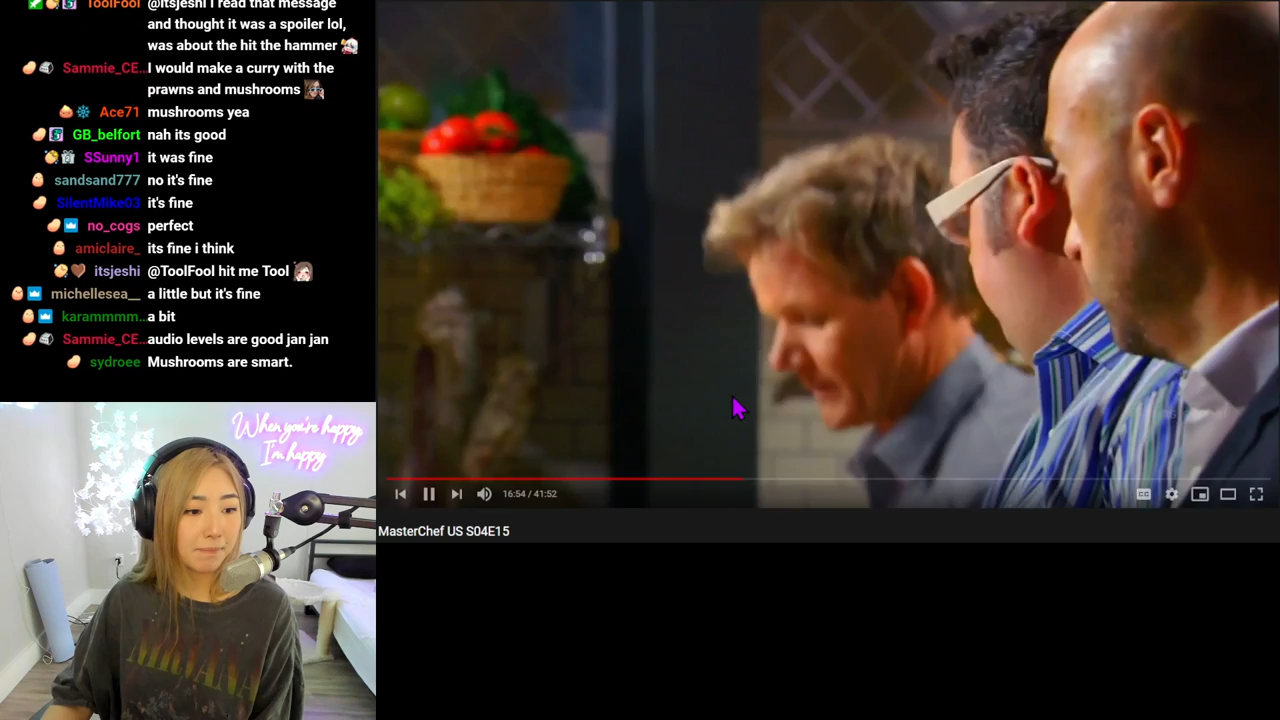 ToolFool @itsjeshi I read that message
and thought it was a spoiler lol,
was about the hit the hammer
Sammie_CE... I would make a curry with the
prawns and mushrooms
Ace71 mushrooms yea
GB_belfort nah its good
SSunny1 it was fine
sandsand777 no it's fine
SilentMike03 it's fine
no_cogs perfect
amiclaire_ its fine i think
itsjeshi @ToolFool hit me Tool
michellesea__ a little but it's fine
karammmm... a bit
Sammie_CE... audio levels are good jan jan
sydroee Mushrooms are smart.
When you're happy,
I'm happy
NIRVANA
16:54 / 41:52
CC
MasterChef US S04E15